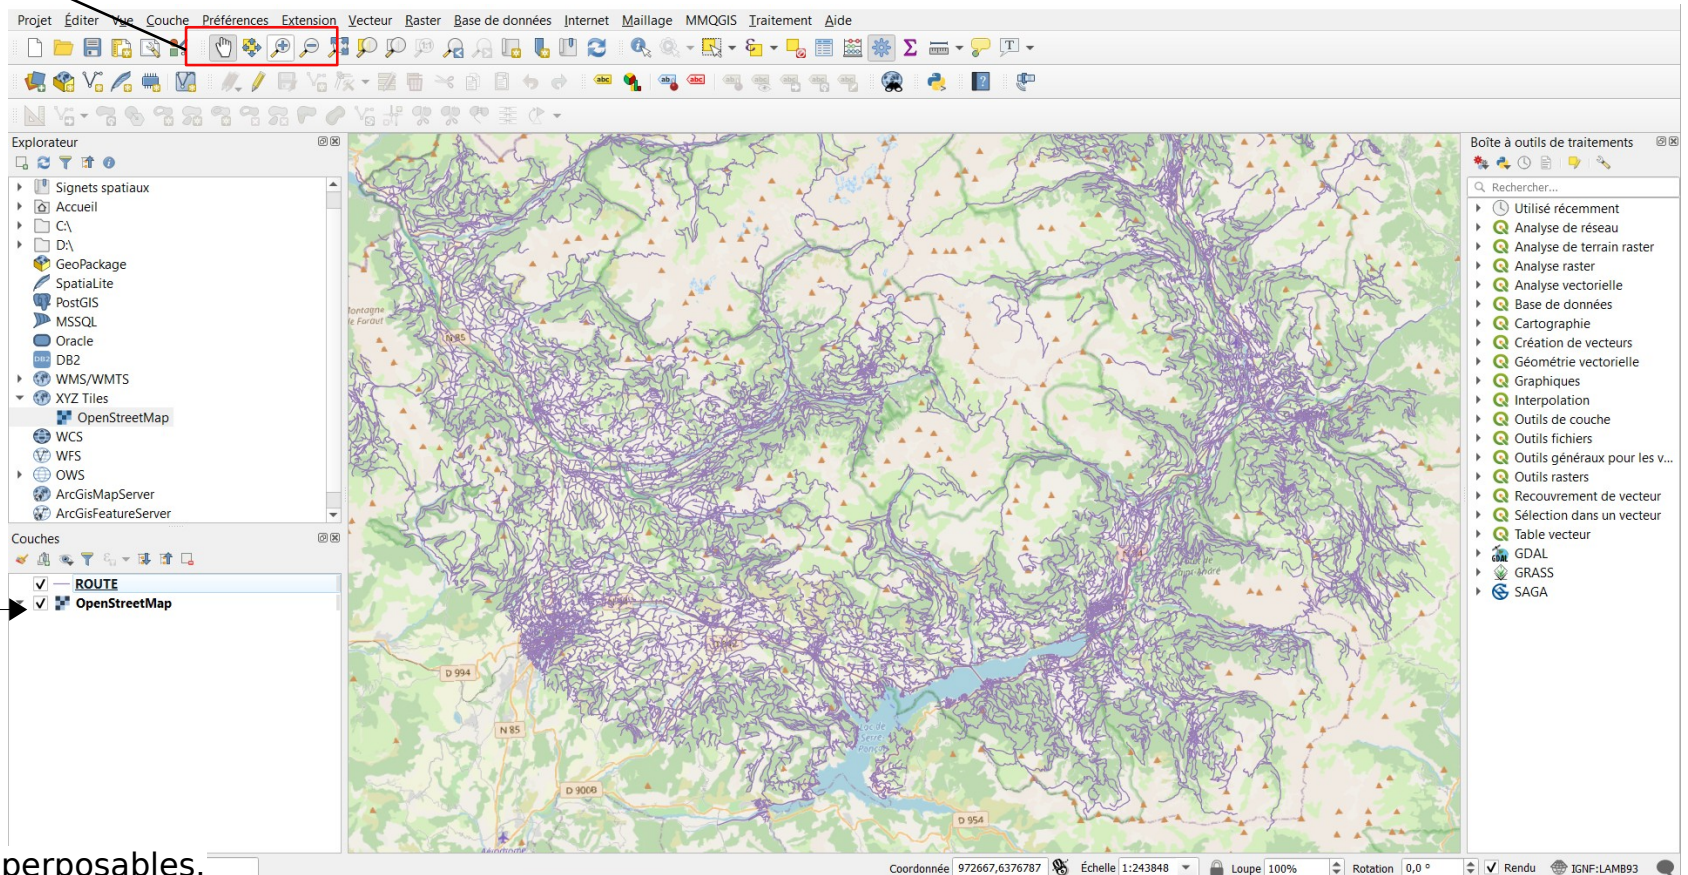 Projet Éditer Vue Couche Préférences Extension Vecteur Raster Base de données Internet Maillage MMQGIS Traitement Aide
Explorateur
Signets spatiaux
Accueil
C:\
D:\
GeoPackage
SpatiaLite
PostGIS
MSSQL
Oracle
DB2
WMS/WMTS
XYZ Tiles
OpenStreetMap
WCS
WFS
OWS
ArcGisMapServer
ArcGisFeatureServer
Couches
ROUTE
OpenStreetMap
N 85
D 994
N 85
D 900B
D 954
Lac de
Serre-
Ponçon
Boîte à outils de traitements
Rechercher...
Utilisé récemment
Analyse de réseau
Analyse de terrain raster
Analyse raster
Analyse vectorielle
Base de données
Cartographie
Création de vecteurs
Géométrie vectorielle
Graphiques
Interpolation
Outils de couche
Outils fichiers
Outils généraux pour les v...
Outils rasters
Recouvrement de vecteur
Sélection dans un vecteur
Table vecteur
GDAL
GRASS
SAGA
perposables.
Coordonnée 972667,6376787 Échelle 1:243848 Loupe 100% Rotation 0,0 ° Rendu IGNF:LAMB93